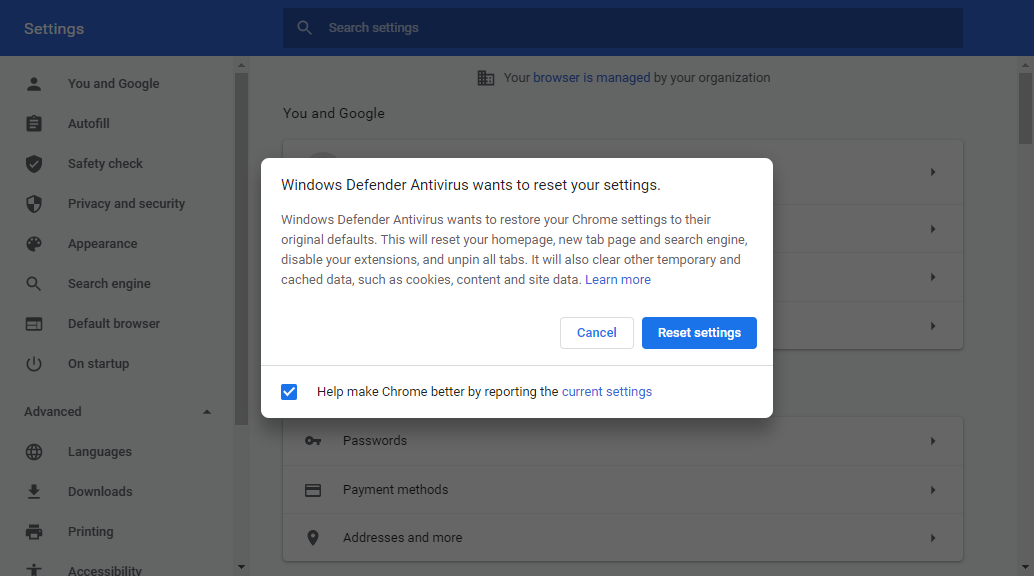 Settings
Search settings
You and Google
Autofill
Safety check
Privacy and security
Appearance
Search engine
Default browser
On startup
Advanced
Languages
Downloads
Printing
Accessibility
Your browser is managed by your organization
You and Google
Windows Defender Antivirus wants to reset your settings.
Windows Defender Antivirus wants to restore your Chrome settings to their
original defaults. This will reset your homepage, new tab page and search engine,
disable your extensions, and unpin all tabs. It will also clear other temporary and
cached data, such as cookies, content and site data. Learn more
Cancel
Reset settings
Help make Chrome better by reporting the current settings
Passwords
Payment methods
Addresses and more